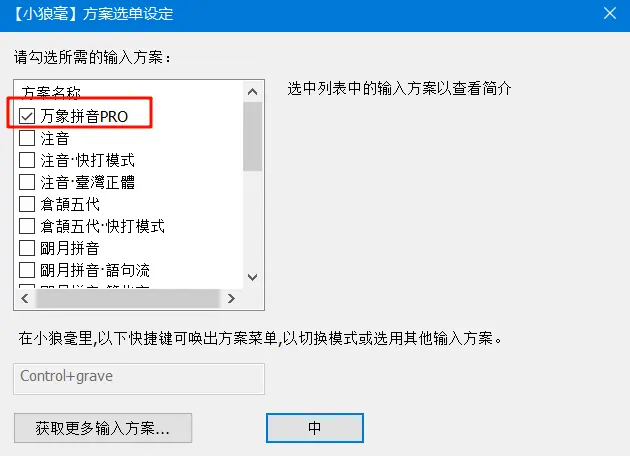 【小狼毫】方案选单设定
请勾选所需的输入方案：
方案名称
万象拼音PRO
注音
注音·快打模式
注音·臺灣正體
倉頡五代
倉頡五代·快打模式
朙月拼音
朙月拼音·語句流
选中列表中的输入方案以查看简介
在小狼毫里,以下快捷键可唤出方案菜单,以切换模式或选用其他输入方案。
Control+grave
获取更多输入方案...
中